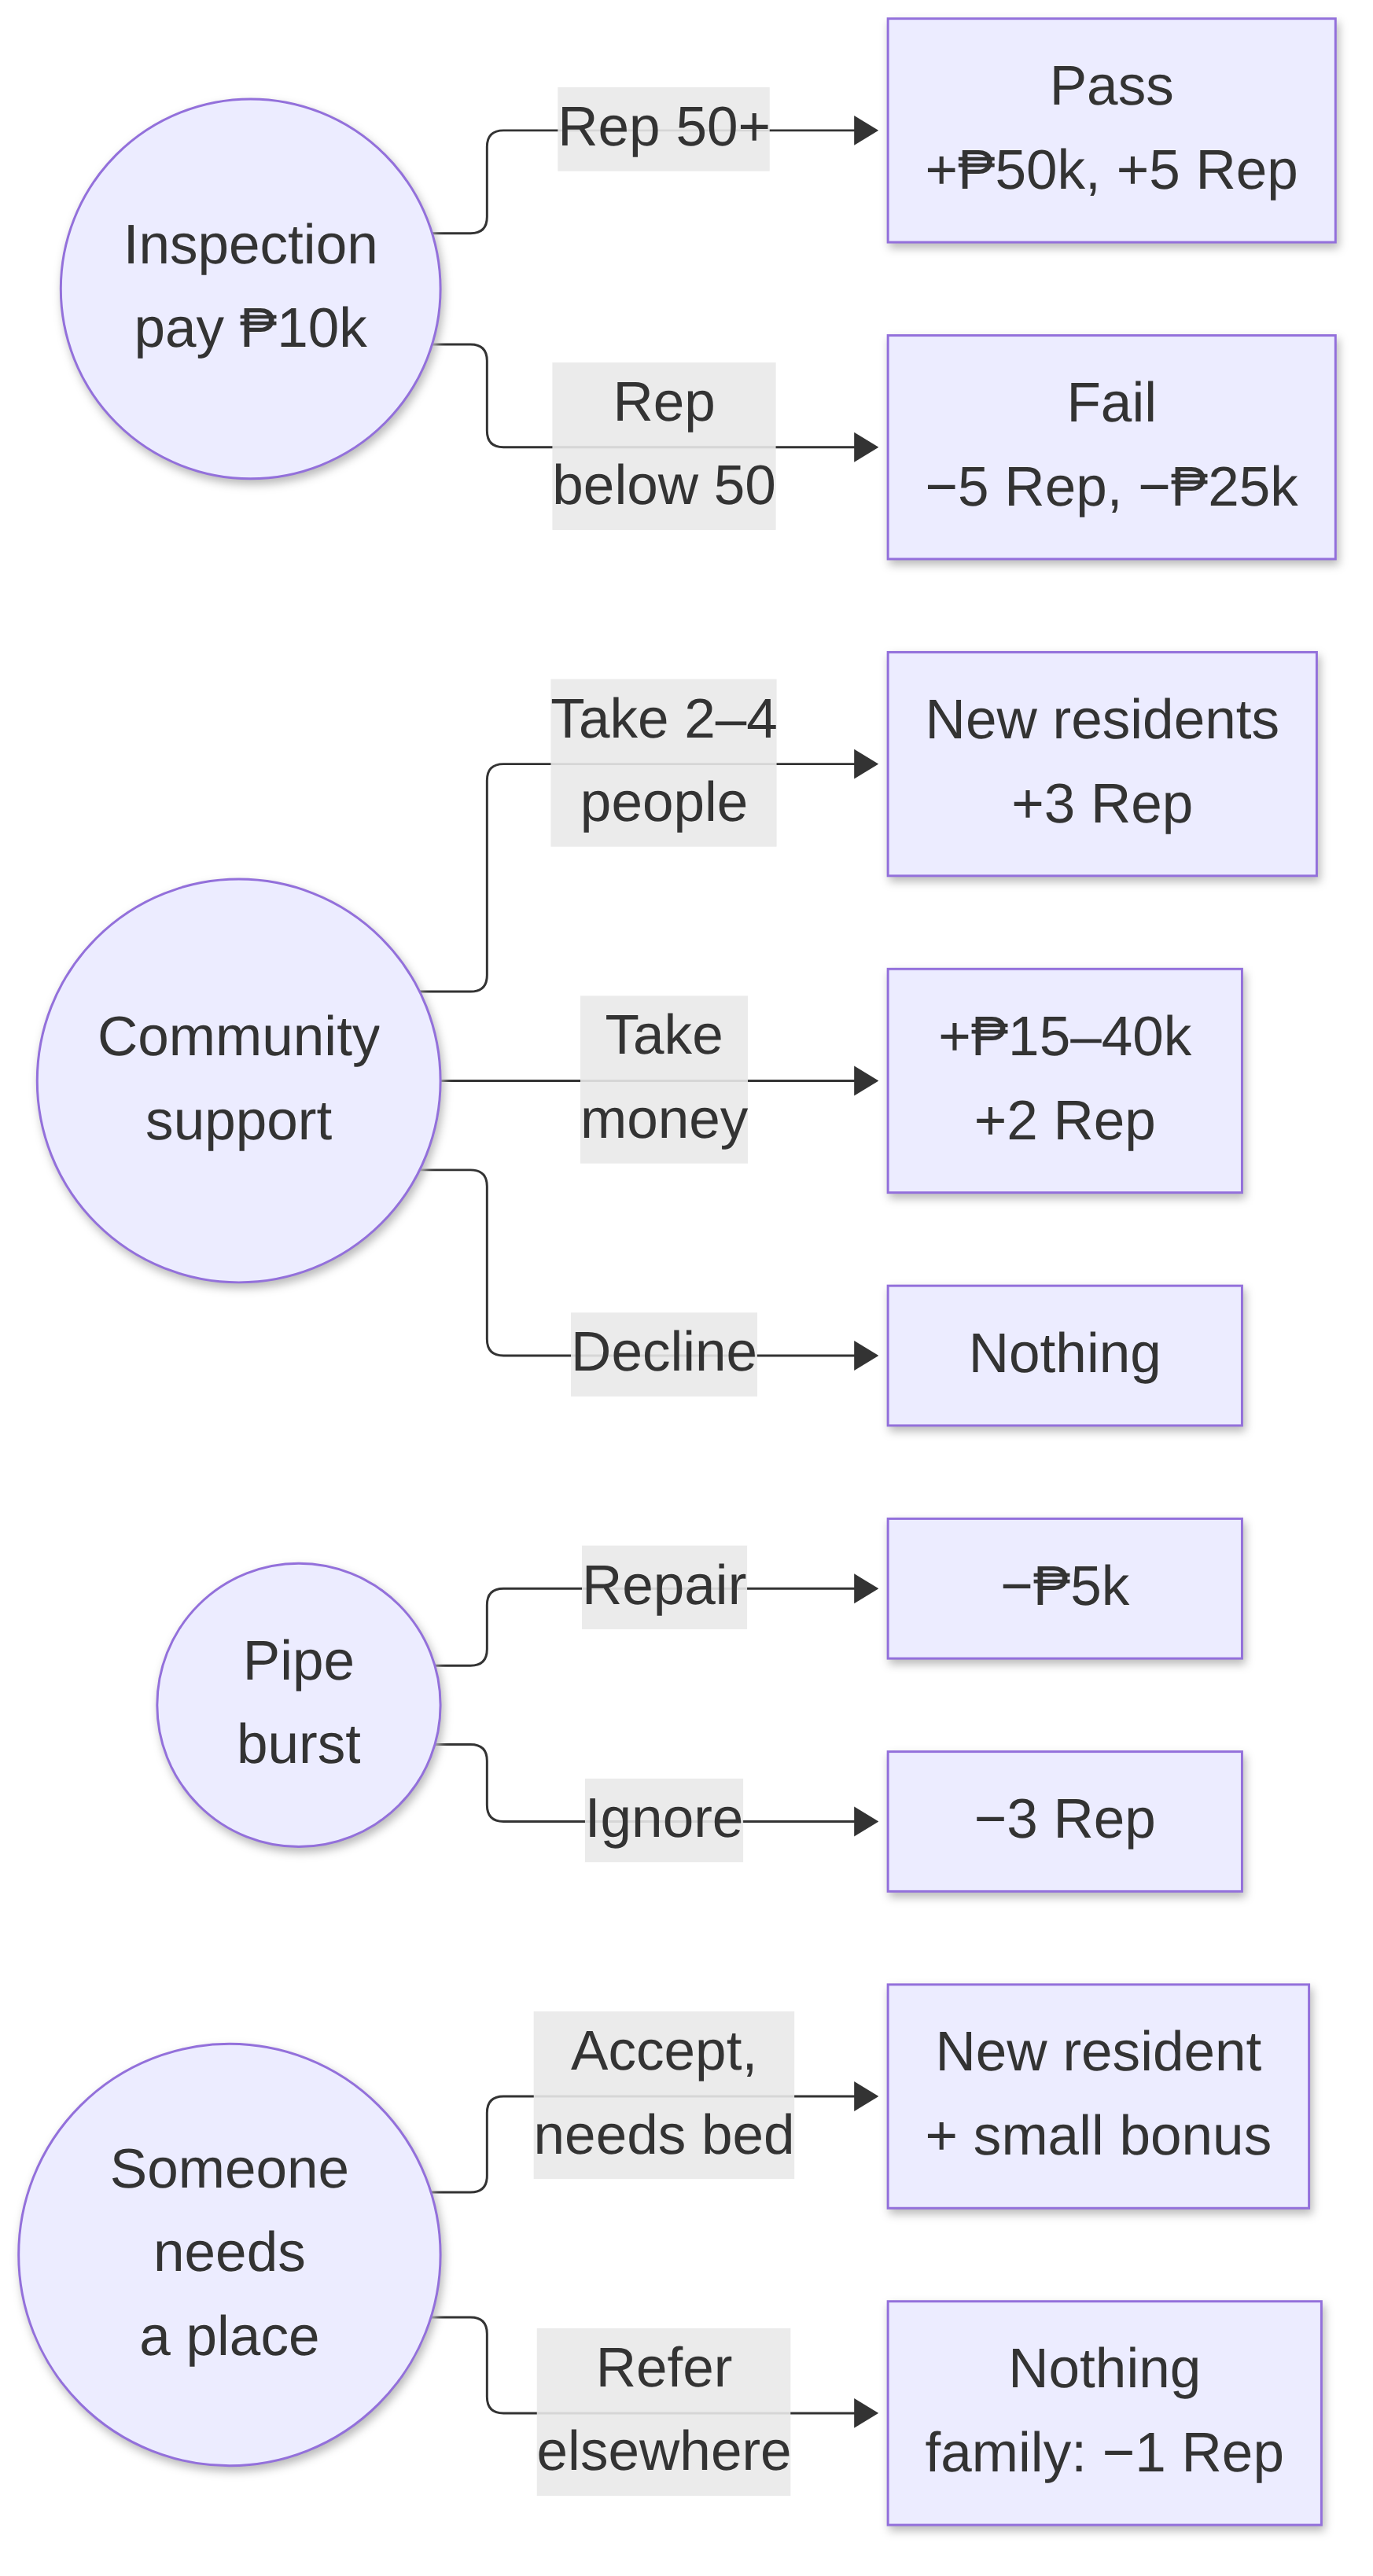 Inspection
pay ₱10k
Rep 50+
Pass
+₱50k, +5 Rep
Rep
below 50
Fail
−5 Rep, −₱25k
Community
support
Take 2–4
people
New residents
+3 Rep
Take
money
+₱15–40k
+2 Rep
Decline
Nothing
Pipe
burst
Repair
−₱5k
Ignore
−3 Rep
Someone
needs
a place
Accept,
needs bed
New resident
+ small bonus
Refer
elsewhere
Nothing
family: −1 Rep